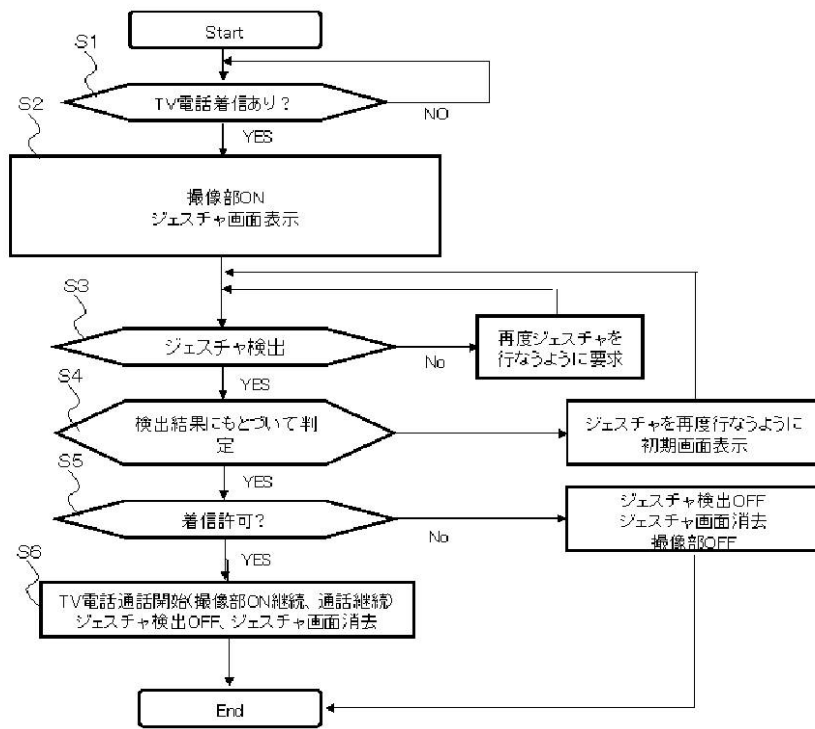 Start
S1
TV電話着信あり？
NO
YES
S2
撮像部ON
ジェスチャ画面表示
S3
ジェスチャ検出
No
再度ジェスチャを
行なうように要求
YES
S4
検出結果にもとづいて判
定
ジェスチャを再度行なうように
初期画面表示
YES
S5
着信許可？
No
ジェスチャ検出OFF
ジェスチャ画面消去
撮像部OFF
YES
S6
TV電話通話開始(撮像部ON継続、通話継続)
ジェスチャ検出OFF、ジェスチャ画面消去
End